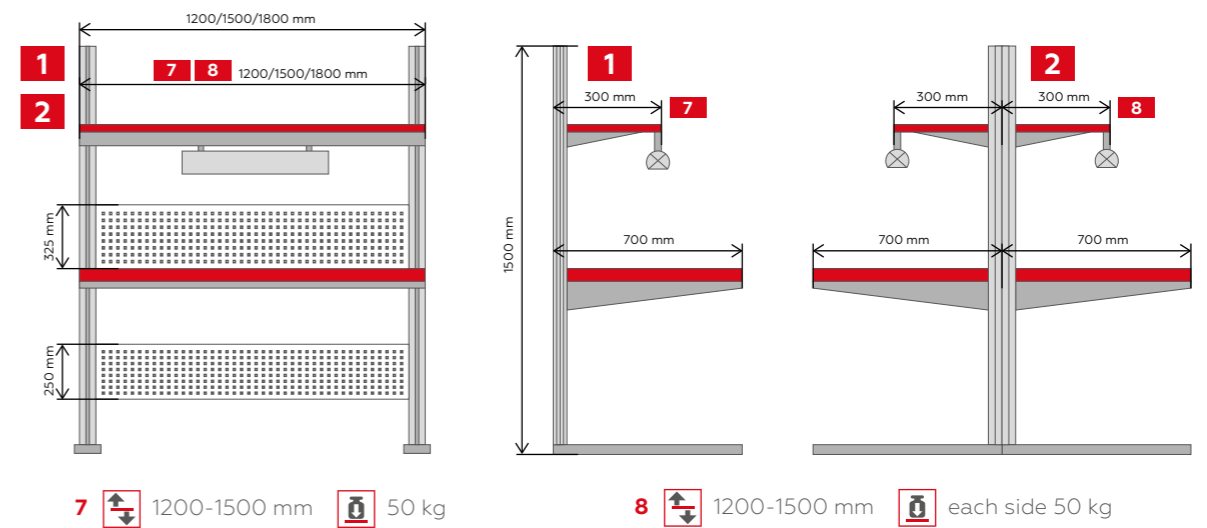 1200/1500/1800 mm
1
7 8 1200/1500/1800 mm
2
325 mm
250 mm
1
300 mm
7
1500 mm
700 mm
2
300 mm 300 mm
8
700 mm 700 mm
7 1200-1500 mm 50 kg
8 1200-1500 mm each side 50 kg